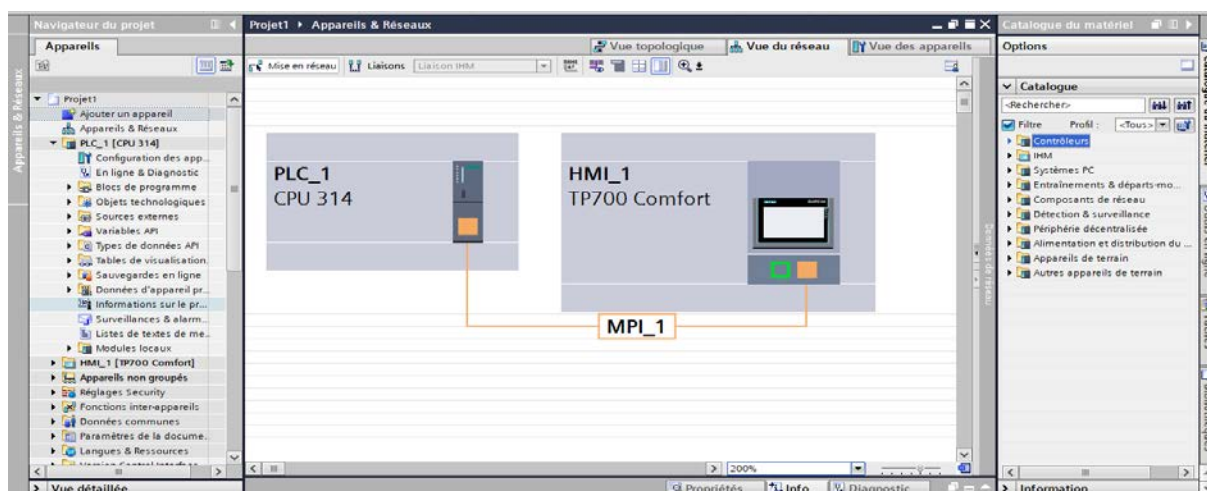 Navigateur du projet
Projet1 ▸ Appareils & Réseaux
Catalogue du matériel
Appareils
Vue topologique
Vue du réseau
Vue des appareils
Options
Mise en réseau
Liaisons
Liaison IHM
Appareils & Réseaux
Projet1
Ajouter un appareil
Appareils & Réseaux
PLC_1 [CPU 314]
Configuration des app...
En ligne & Diagnostic
Blocs de programme
Objets technologiques
Sources externes
Variables API
Types de données API
Tables de visualisation...
Sauvegardes en ligne
Données d'appareil pr...
Informations sur le pr...
Surveillances & alarm...
Listes de textes de me...
Modules locaux
HMI_1 [TP700 Comfort]
Appareils non groupés
Réglages Security
Fonctions inter-appareils
Données communes
Paramètres de la docume...
Langues & Ressources
Vue détaillée
PLC_1
CPU 314
HMI_1
TP700 Comfort
MPI_1
200%
Données de réseau
Propriétés
Info
Diagnostic
Catalogue
<Rechercher>
Filtre
Profil :
<Tous>
Contrôleurs
IHM
Systèmes PC
Entraînements & départs-mo...
Composants de réseau
Détection & surveillance
Périphérie décentralisée
Alimentation et distribution du ...
Appareils de terrain
Autres appareils de terrain
Information